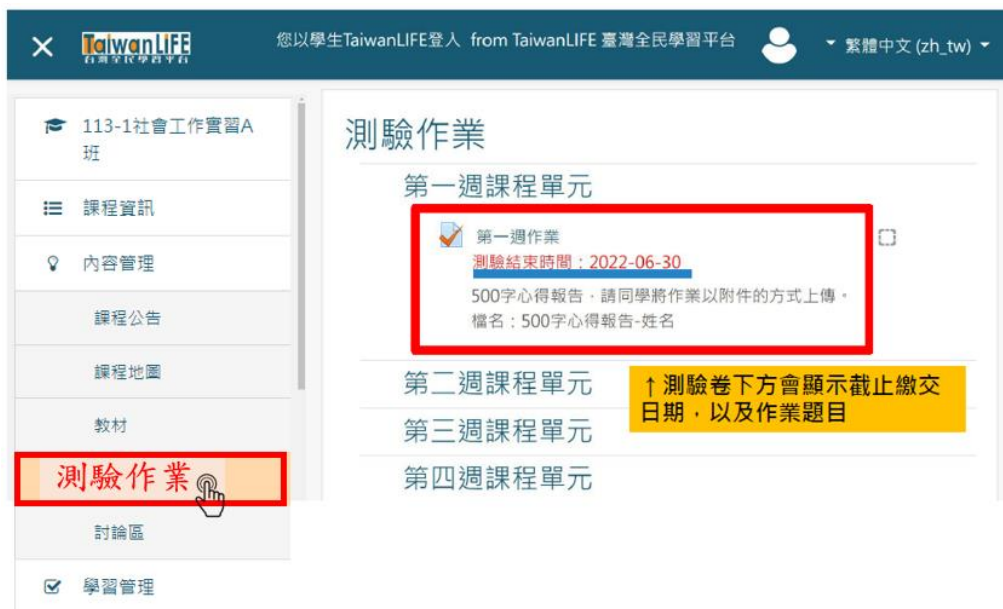 TaiwanLIFE
台灣全民學習平台
您以學生TaiwanLIFE登入 from TaiwanLIFE 臺灣全民學習平台
繁體中文 (zh_tw)
113-1社會工作實習A
班
課程資訊
內容管理
課程公告
課程地圖
教材
測驗作業
討論區
學習管理
測驗作業
第一週課程單元
第一週作業
測驗結束時間：2022-06-30
500字心得報告，請同學將作業以附件的方式上傳。
檔名：500字心得報告-姓名
第二週課程單元
↑測驗卷下方會顯示截止繳交
日期，以及作業題目
第三週課程單元
第四週課程單元